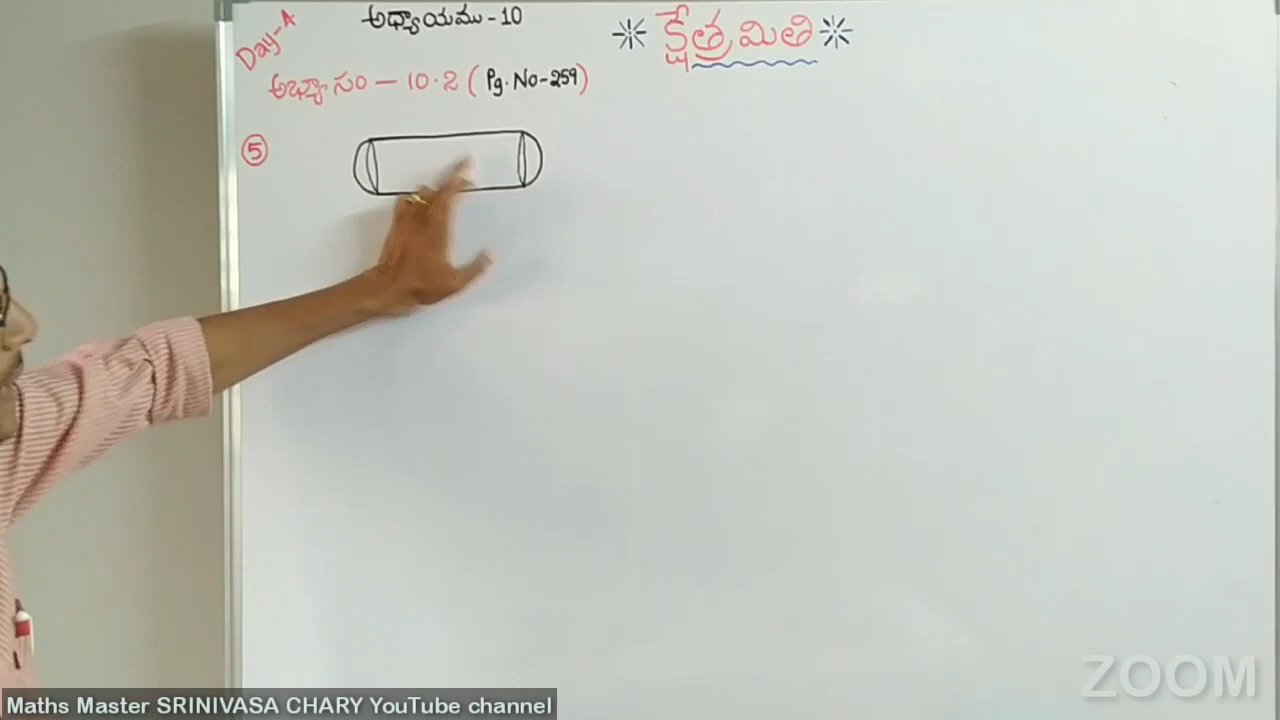 Day-4
అధ్యాయము - 10
* క్షేత్రమితి *
అభ్యాసం - 10.2 ( Pg. No-259 )
5
ZOOM
Maths Master SRINIVASA CHARY YouTube channel